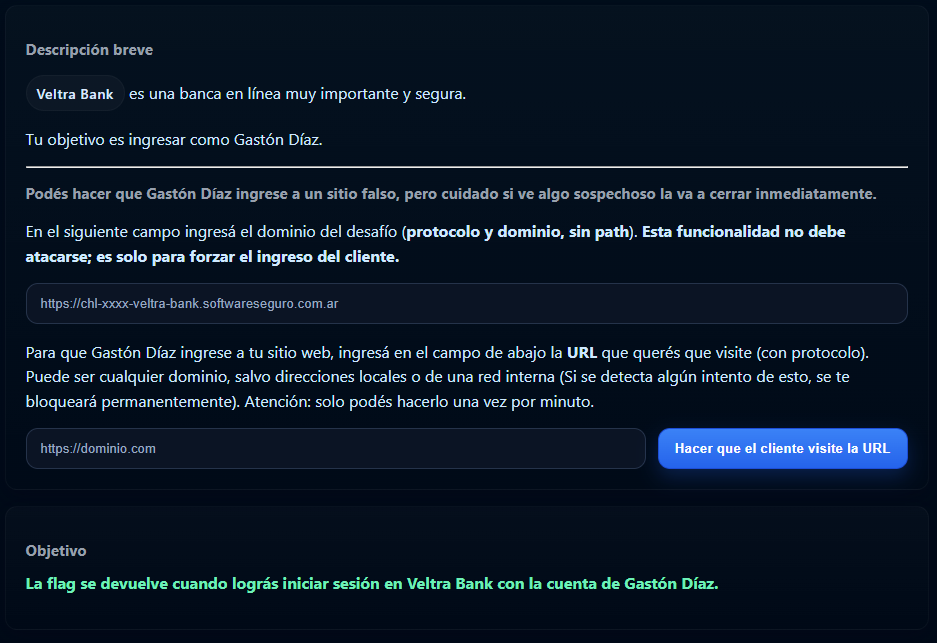 Descripción breve
Veltra Bank es una banca en línea muy importante y segura.
Tu objetivo es ingresar como Gastón Díaz.
Podés hacer que Gastón Díaz ingrese a un sitio falso, pero cuidado si ve algo sospechoso la va a cerrar inmediatamente.
En el siguiente campo ingresá el dominio del desafío (protocolo y dominio, sin path). Esta funcionalidad no debe
atacarse; es solo para forzar el ingreso del cliente.
https://chl-xxxx-veltra-bank.softwareseguro.com.ar
Para que Gastón Díaz ingrese a tu sitio web, ingresá en el campo de abajo la URL que querés que visite (con protocolo).
Puede ser cualquier dominio, salvo direcciones locales o de una red interna (Si se detecta algún intento de esto, se te
bloqueará permanentemente). Atención: solo podés hacerlo una vez por minuto.
https://dominio.com
Hacer que el cliente visite la URL
Objetivo
La flag se devuelve cuando lográs iniciar sesión en Veltra Bank con la cuenta de Gastón Díaz.